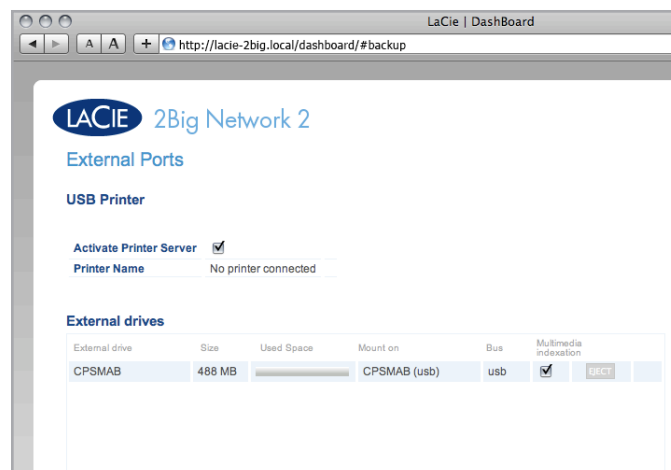 LaCie | DashBoard
A A + http://lacie-2big.local/dashboard/#backup
LACIE 2Big Network 2
External Ports
USB Printer
Activate Printer Server
Printer Name No printer connected
External drives
External drive Size Used Space Mount on Bus Multimedia indexation
CPSMAB 488 MB CPSMAB (usb) usb EJECT